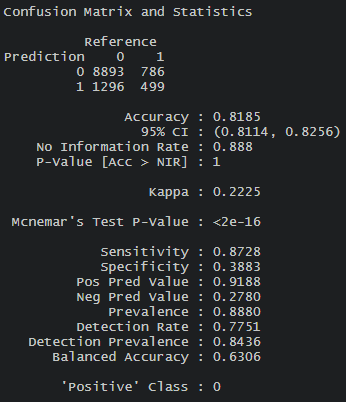 Confusion Matrix and Statistics
Reference
Prediction 0 1
0 8893 786
1 1296 499
Accuracy : 0.8185
95% CI : (0.8114, 0.8256)
No Information Rate : 0.888
P-Value [Acc > NIR] : 1
Kappa : 0.2225
Mcnemar's Test P-Value : <2e-16
Sensitivity : 0.8728
Specificity : 0.3883
Pos Pred Value : 0.9188
Neg Pred Value : 0.2780
Prevalence : 0.8880
Detection Rate : 0.7751
Detection Prevalence : 0.8436
Balanced Accuracy : 0.6306
'Positive' Class : 0